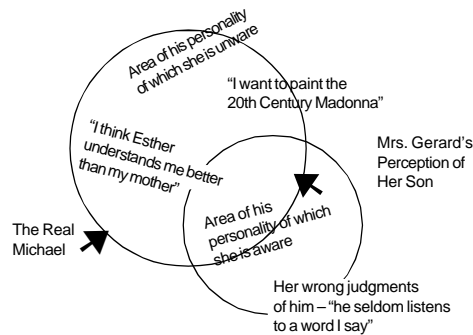 Area of his personality
of which she is unware
"I want to paint the
20th Century Madonna"
"I think Esther
understands me better
than my mother"
Mrs. Gerard's
Perception of
Her Son
Area of his
personality of which
she is aware
The Real
Michael
Her wrong judgments
of him – "he seldom listens
to a word I say"